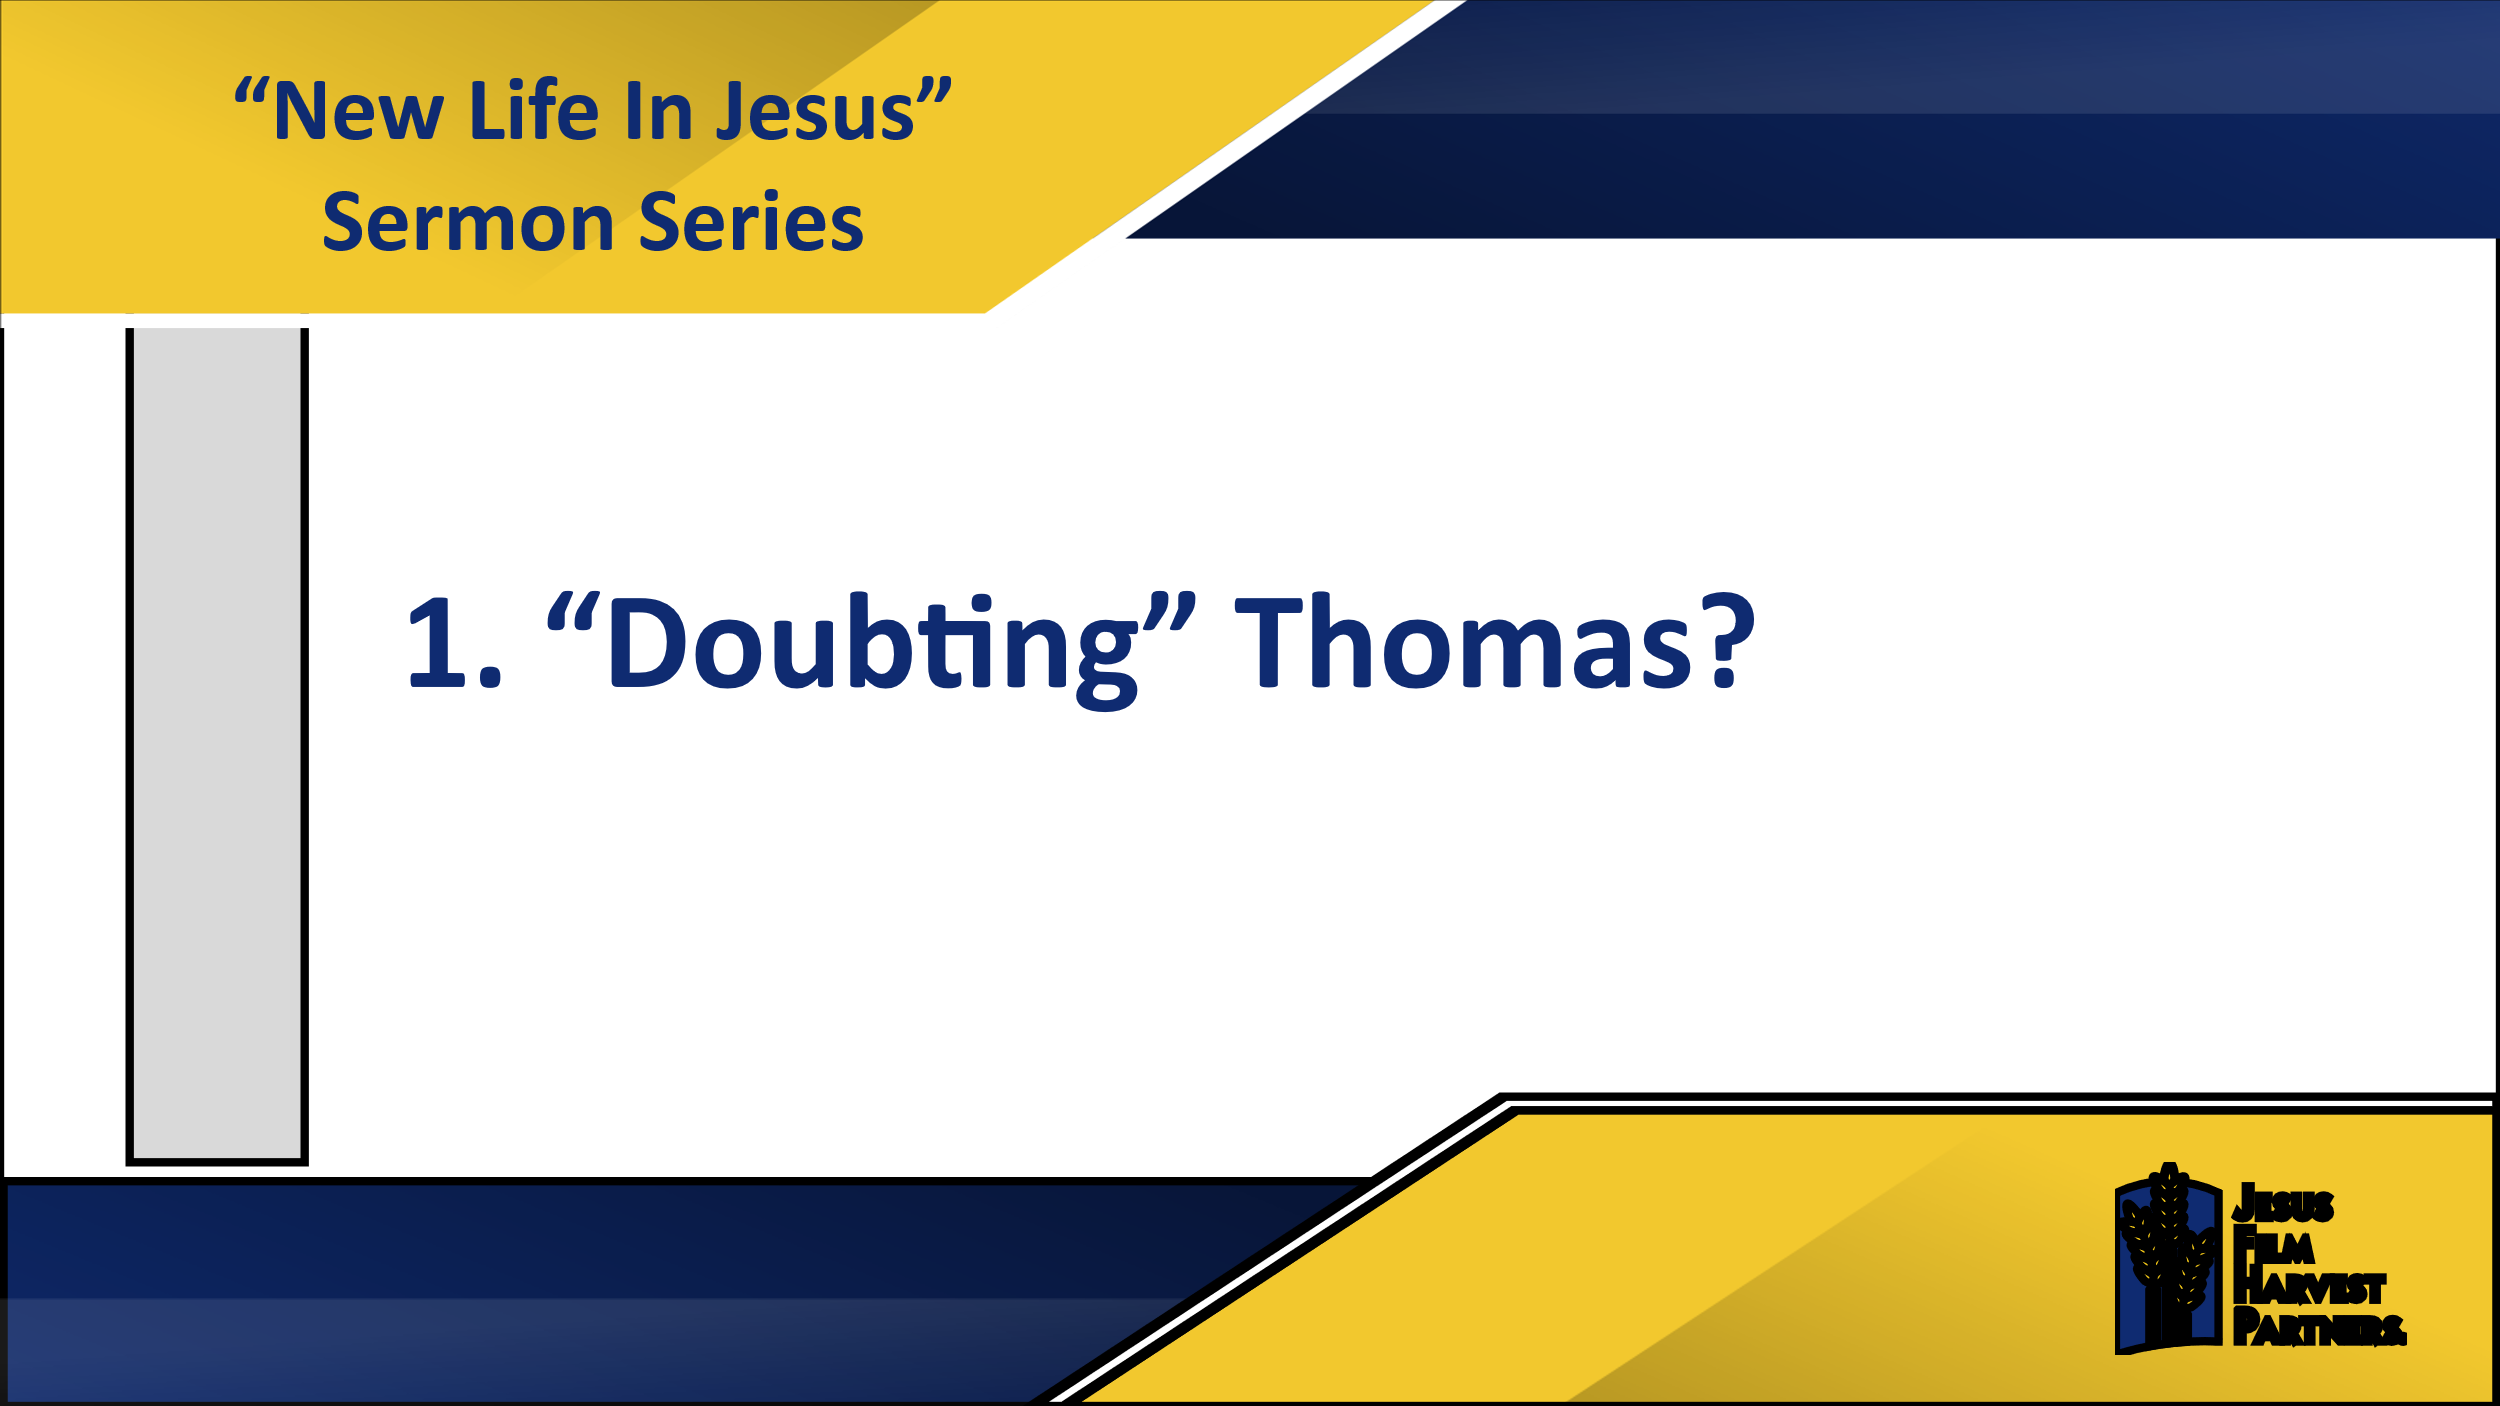 “New Life In Jesus”
Sermon Series
1. “Doubting” Thomas?
JESUS
FILM
HARVEST
PARTNERS